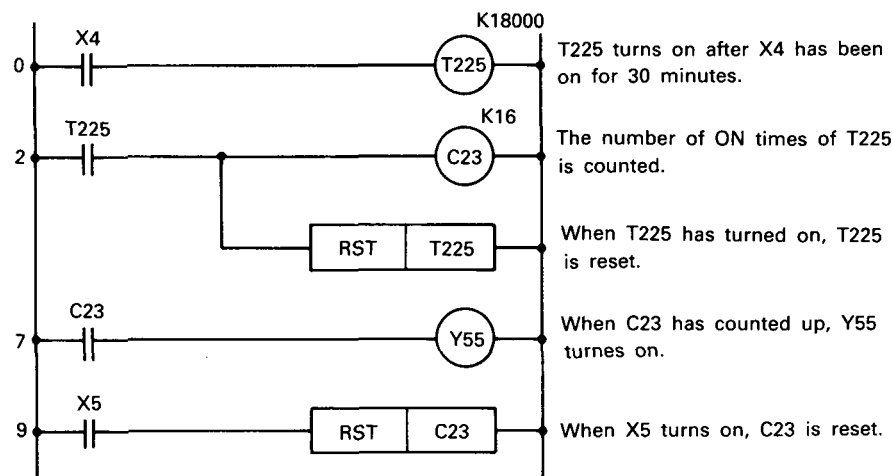 K18000
X4
0
T225
T225 turns on after X4 has been
on for 30 minutes.
T225
K16
2
C23
The number of ON times of T225
is counted.
RST T225
When T225 has turned on, T225
is reset.
C23
7
Y55
When C23 has counted up, Y55
turnes on.
X5
9
RST C23
When X5 turns on, C23 is reset.